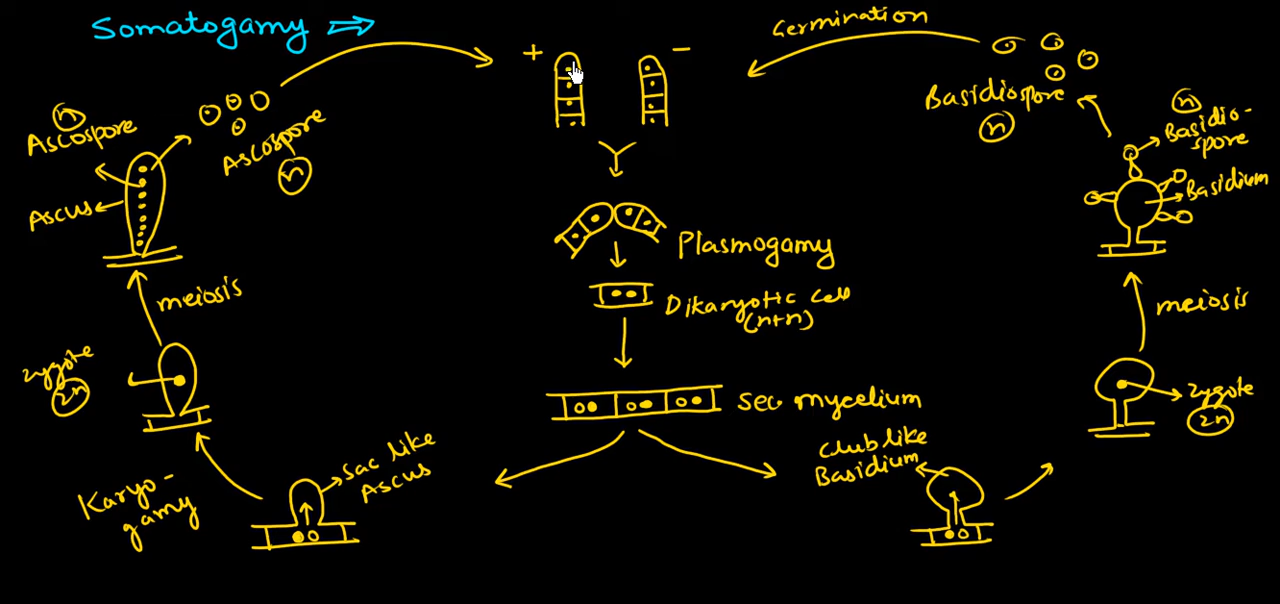 Somatogamy ⇒
+
−
Germination
n
Ascospore
Ascospore
n
Ascus
Basidiospore
n
n
Basidio-
spore
Basidium
Plasmogamy
Dikaryotic cell
(n+n)
meiosis
meiosis
zygote
2n
zygote
2n
Sec mycelium
Sac like
Ascus
Club like
Basidium
Karyo-
gamy